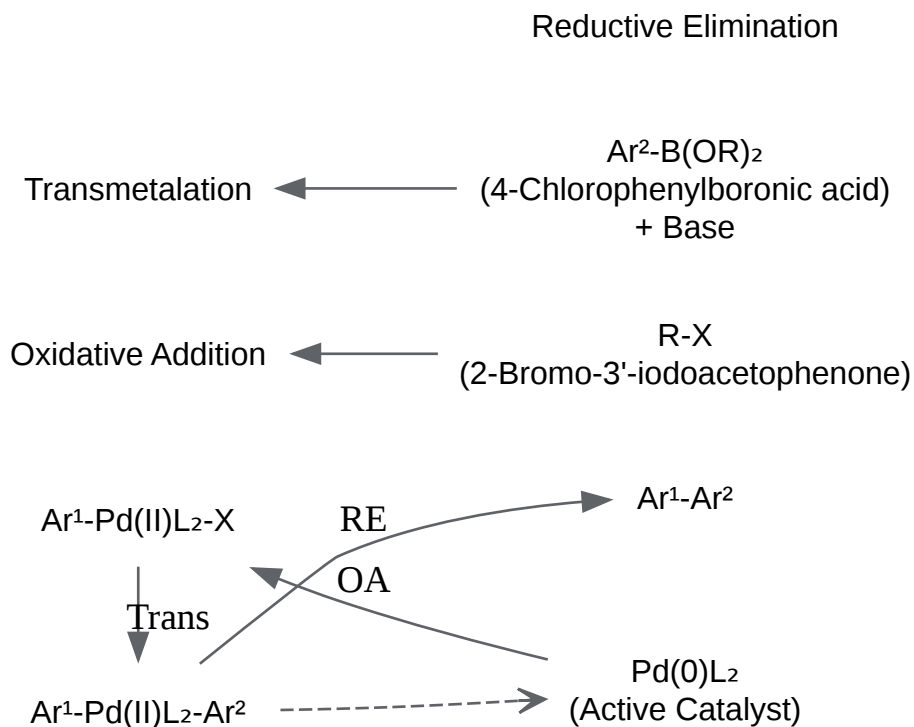 Reductive Elimination
Ar²-B(OR)₂
Transmetalation
(4-Chlorophenylboronic acid)
+ Base
R-X
Oxidative Addition
(2-Bromo-3'-iodoacetophenone)
Ar¹-Ar²
Ar¹-Pd(II)L₂-X
RE
OA
Trans
Pd(0)L₂
(Active Catalyst)
Ar¹-Pd(II)L₂-Ar²